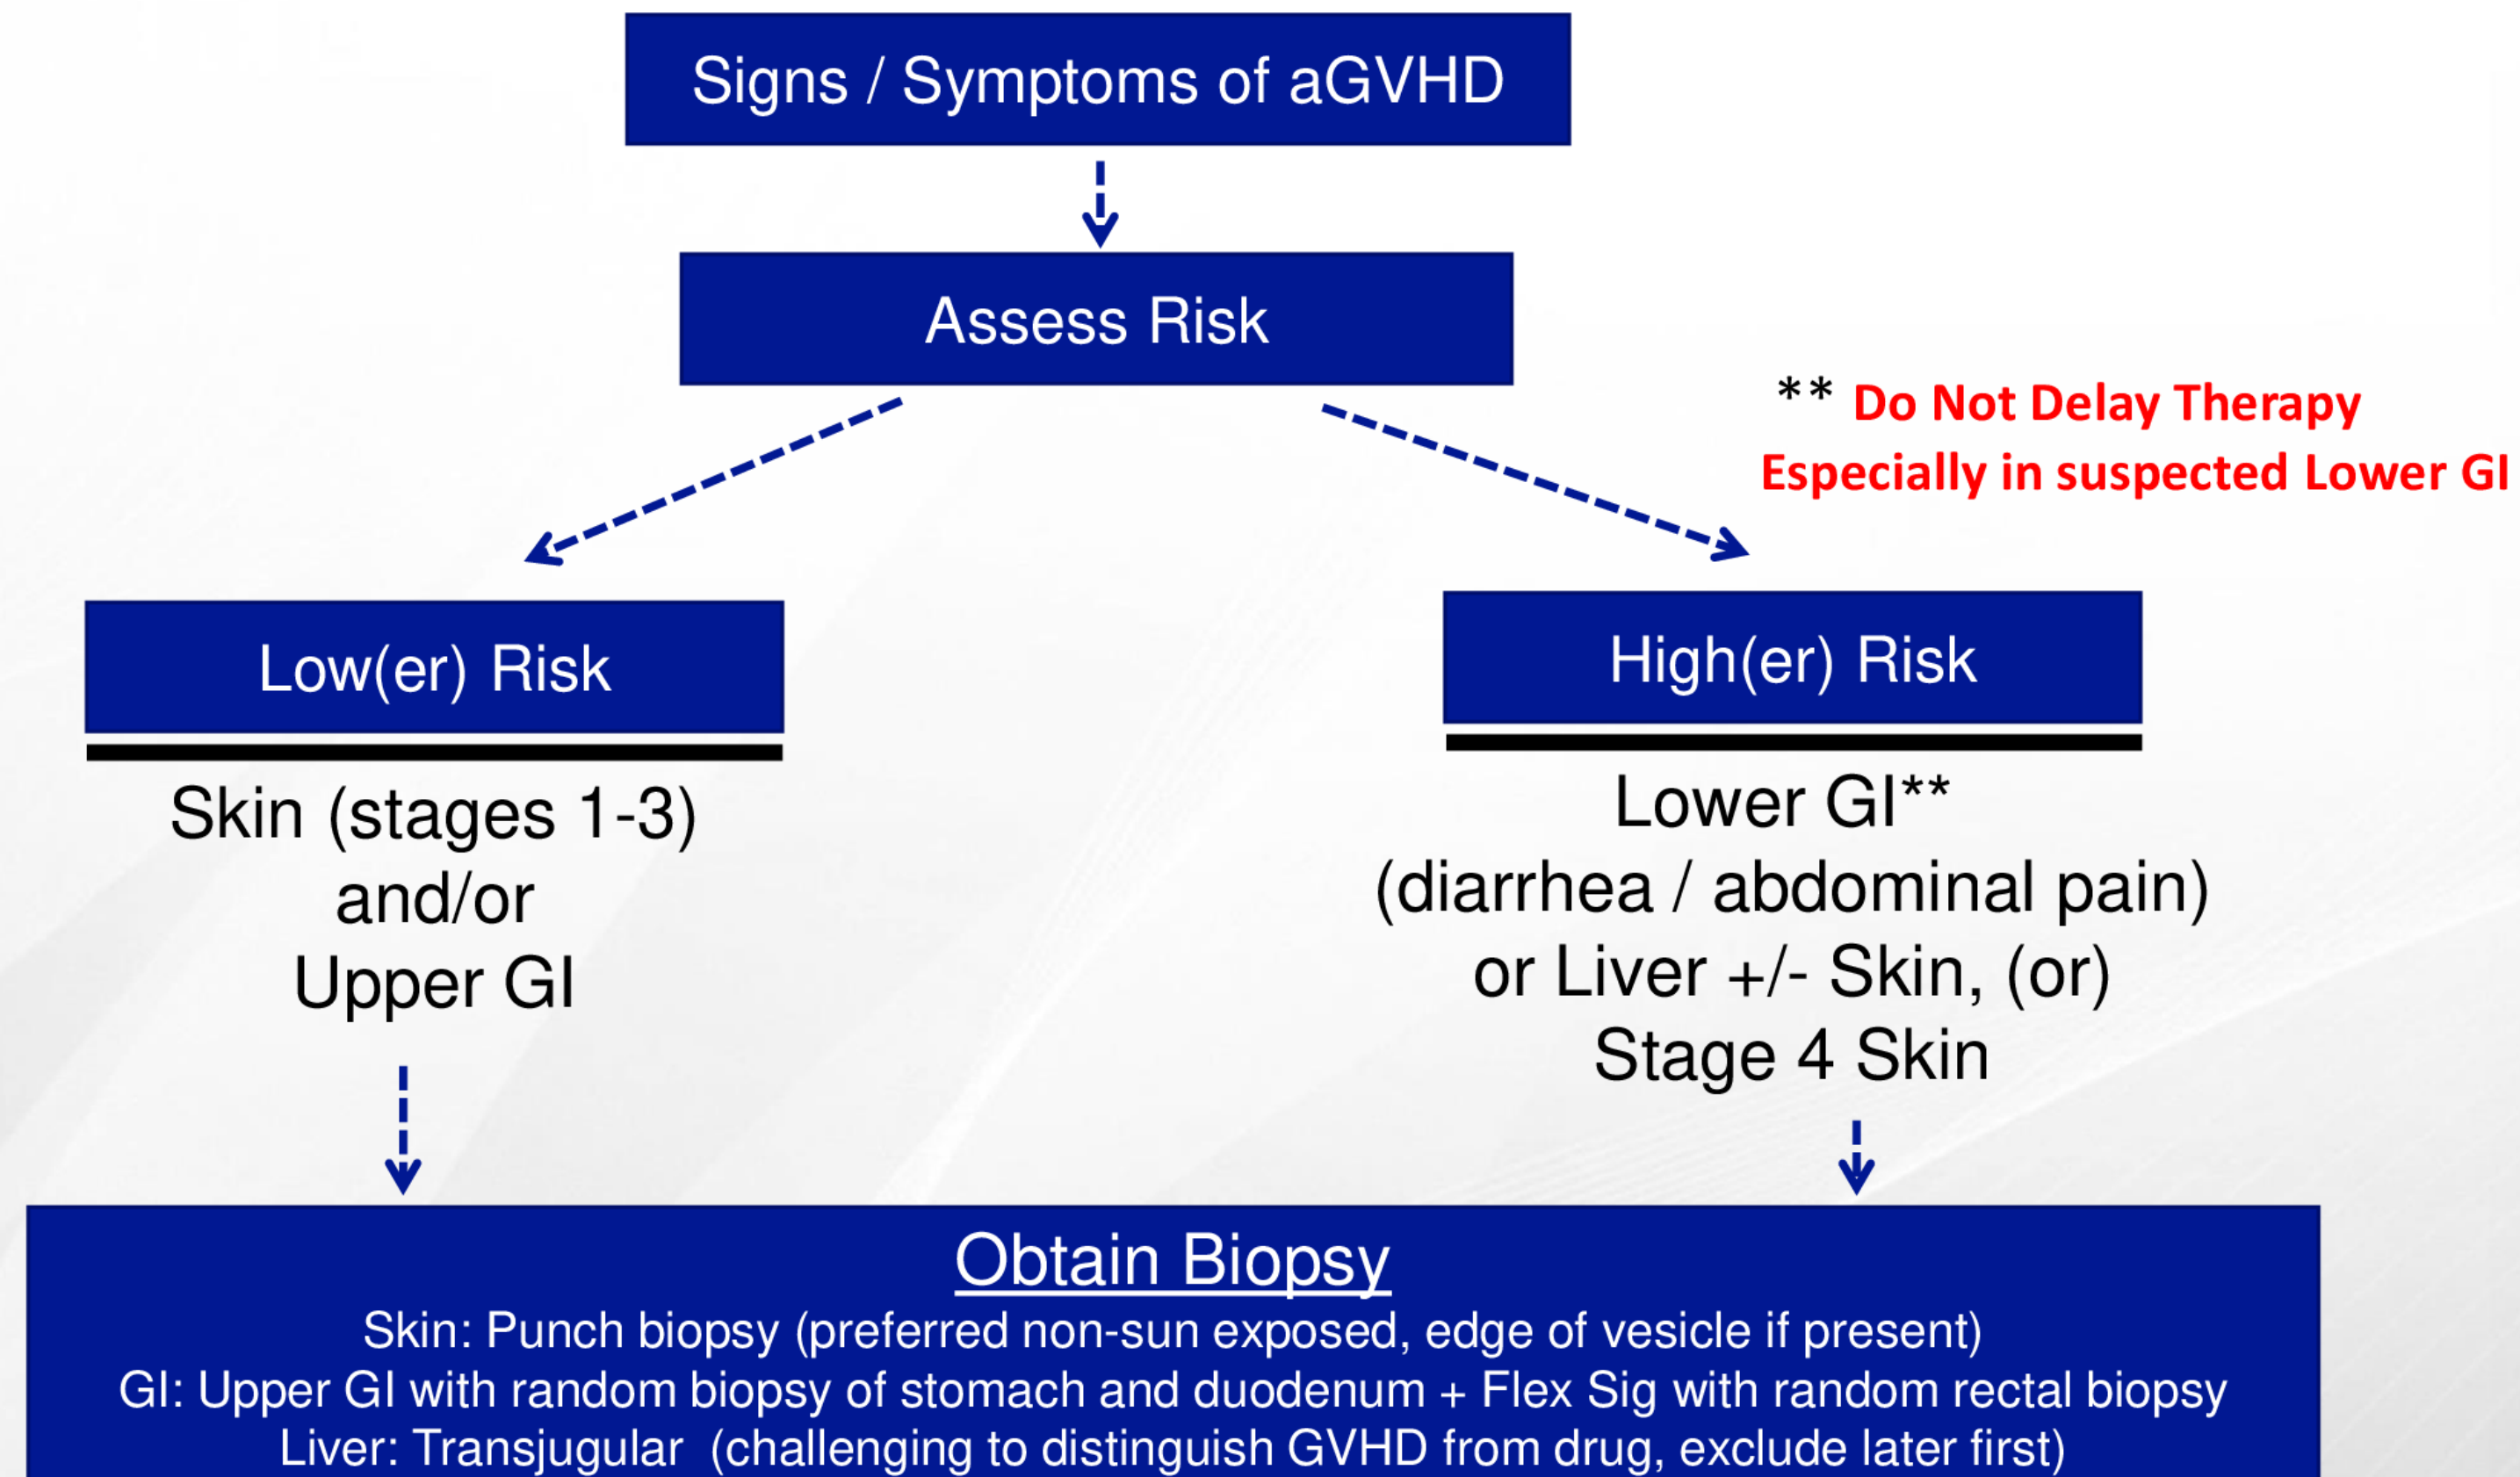 Signs / Symptoms of aGVHD
Assess Risk
** Do Not Delay Therapy
Especially in suspected Lower GI
Low(er) Risk
Skin (stages 1-3)
and/or
Upper GI
High(er) Risk
Lower GI**
(diarrhea / abdominal pain)
or Liver +/- Skin, (or)
Stage 4 Skin
Obtain Biopsy
Skin: Punch biopsy (preferred non-sun exposed, edge of vesicle if present)
GI: Upper GI with random biopsy of stomach and duodenum + Flex Sig with random rectal biopsy
Liver: Transjugular (challenging to distinguish GVHD from drug, exclude later first)